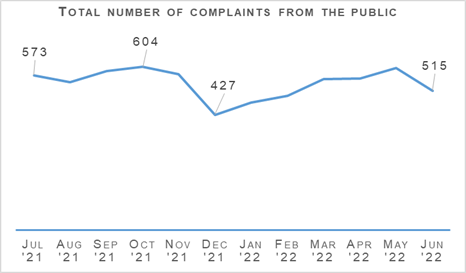 Total number of complaints from the public
604
573
515
427
Jul Aug Sep Oct Nov Dec Jan Feb Mar Apr May Jun
'21 '21 '21 '21 '21 '21 '22 '22 '22 '22 '22 '22